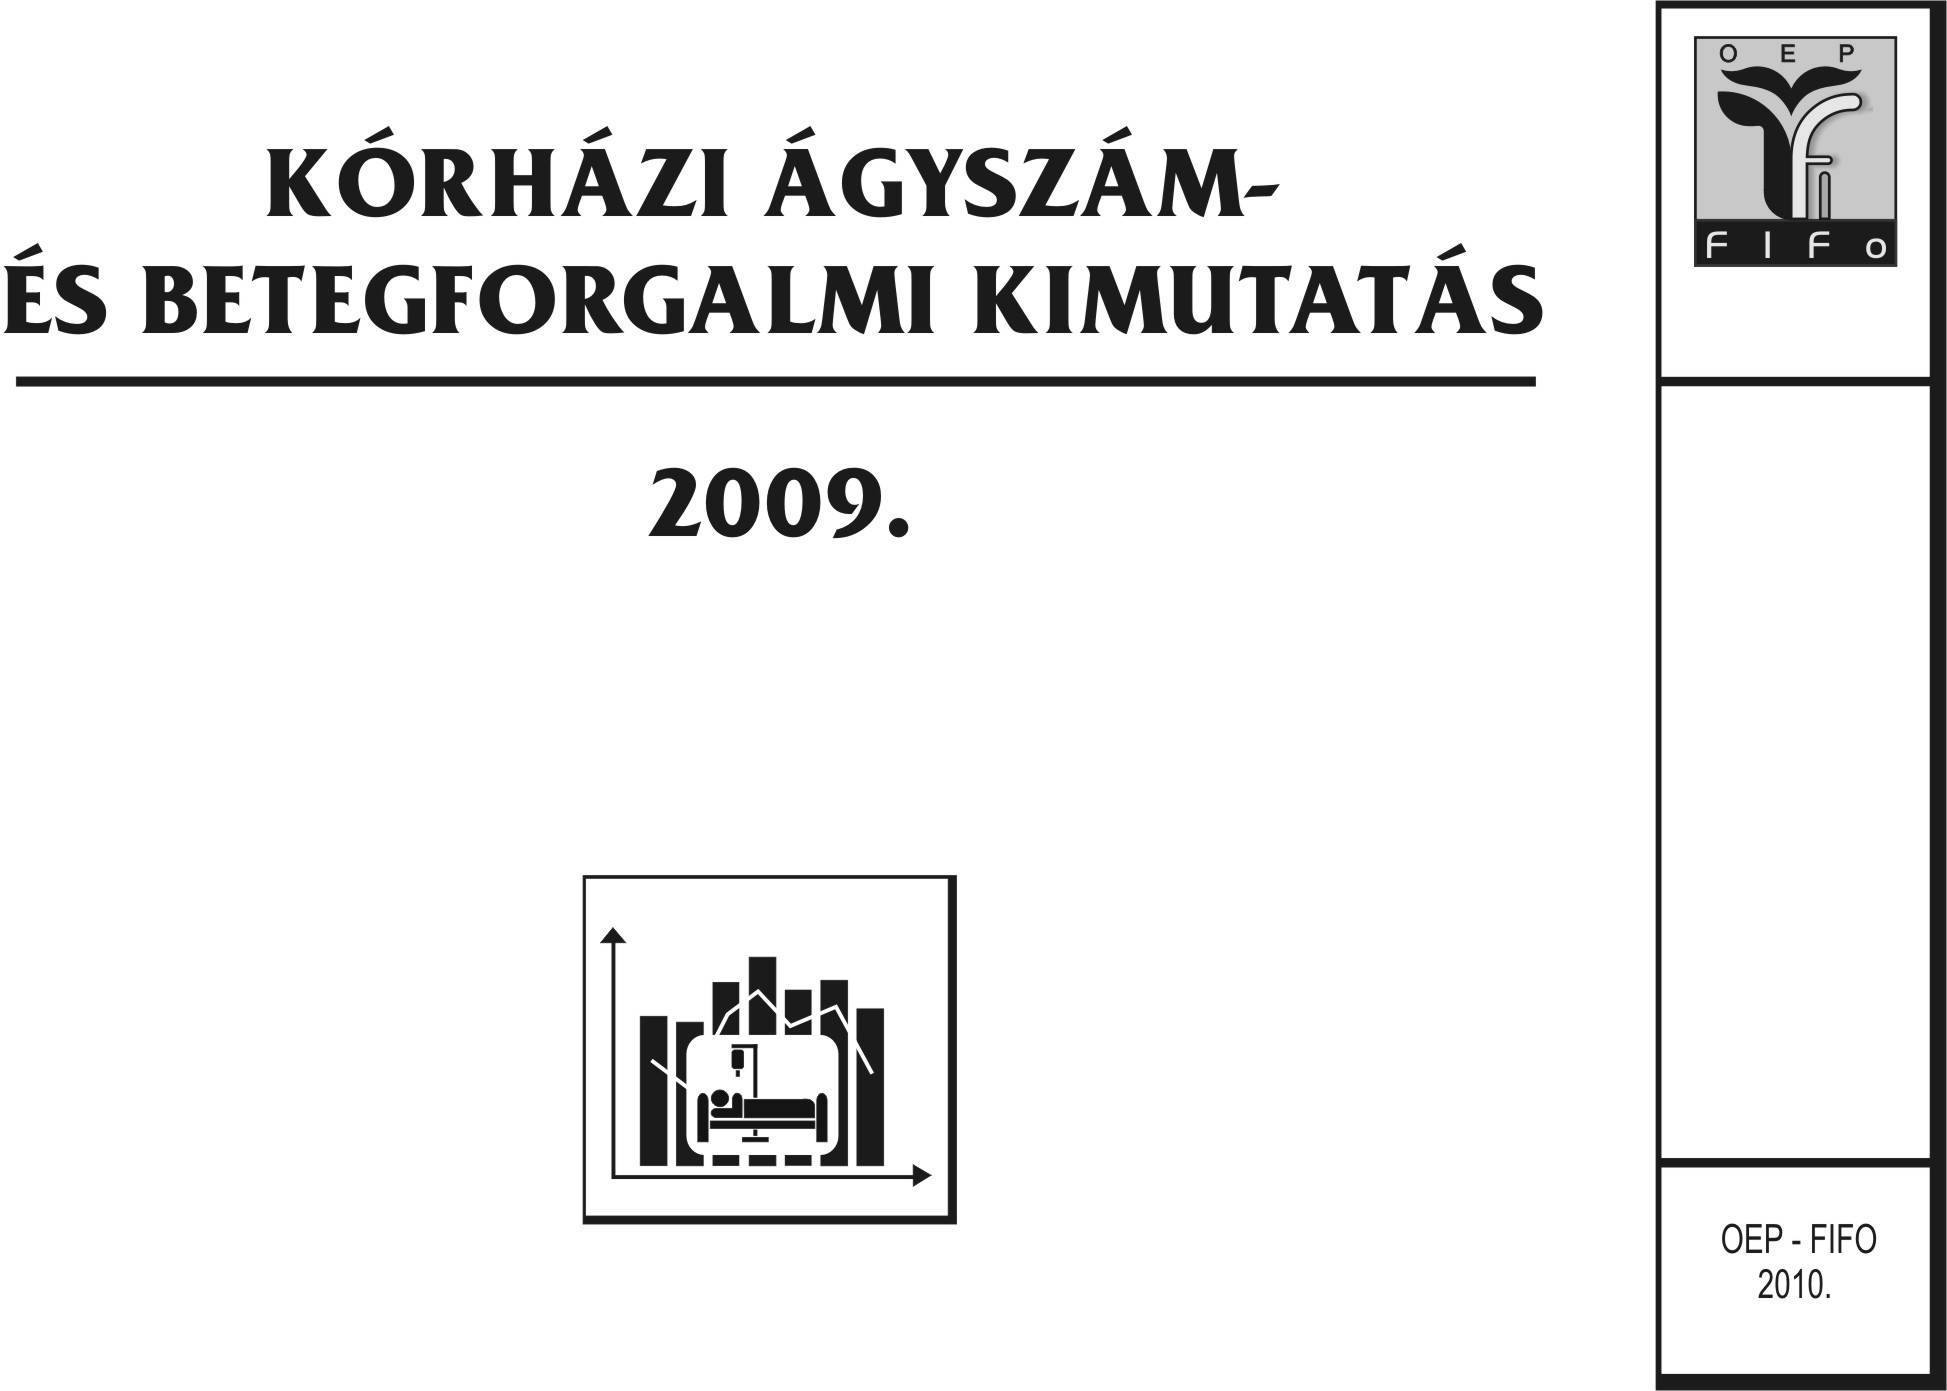 KÓRHÁZI ÁGYSZÁM-
ÉS BETEGFORGALMI KIMUTATÁS
2009.
O E P
F I
F I F o
OEP - FIFO
2010.